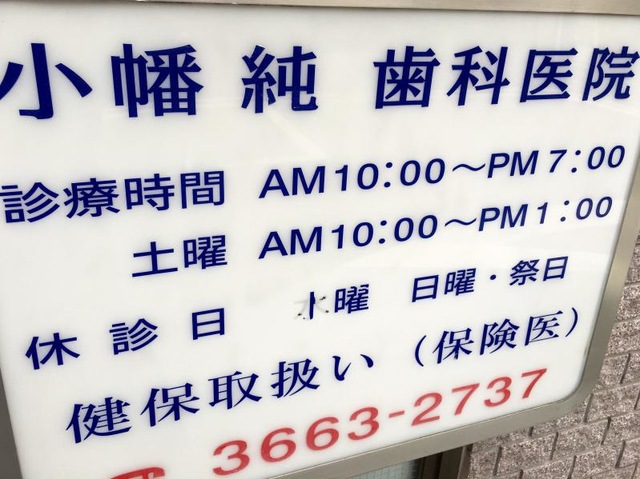 小幡純 歯科医院
診療時間 AM10:00～PM7:00
土曜 AM10:00～PM1:00
休診日 水曜 日曜・祭日
健保取扱い（保険医）
☎ 3663-2737